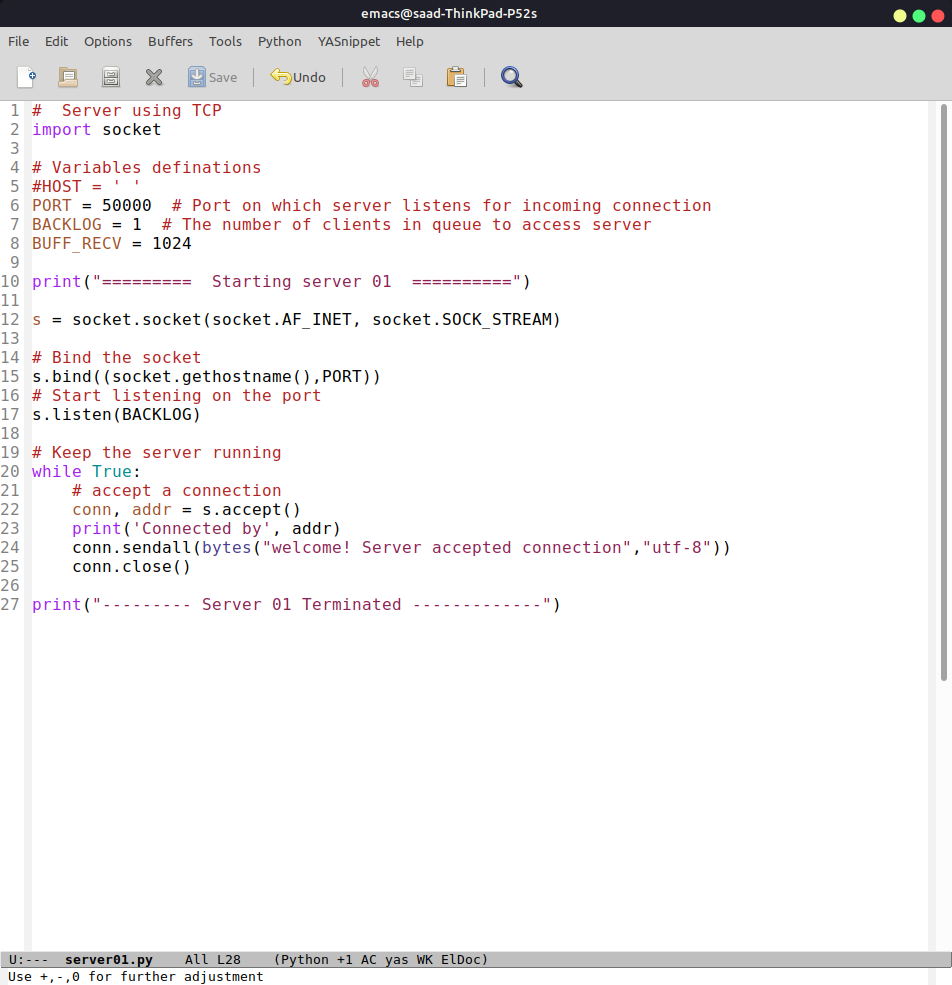 emacs@saad-ThinkPad-P52s
File Edit Options Buffers Tools Python YASnippet Help
Save Undo
1 #  Server using TCP
2 import socket
3
4 # Variables definations
5 #HOST = ' '
6 PORT = 50000  # Port on which server listens for incoming connection
7 BACKLOG = 1  # The number of clients in queue to access server
8 BUFF_RECV = 1024
9
10 print("=========  Starting server 01  ==========")
11
12 s = socket.socket(socket.AF_INET, socket.SOCK_STREAM)
13
14 # Bind the socket
15 s.bind((socket.gethostname(),PORT))
16 # Start listening on the port
17 s.listen(BACKLOG)
18
19 # Keep the server running
20 while True:
21     # accept a connection
22     conn, addr = s.accept()
23     print('Connected by', addr)
24     conn.sendall(bytes("welcome! Server accepted connection","utf-8"))
25     conn.close()
26
27 print("--------- Server 01 Terminated -------------")
U:---  server01.py    All L28    (Python +1 AC yas WK ElDoc)
Use +,-,0 for further adjustment